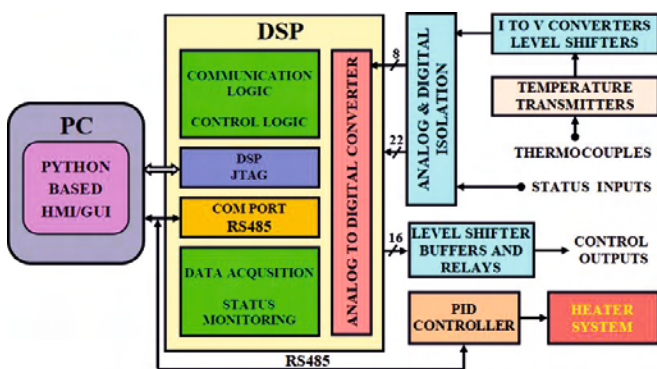 DSP
COMMUNICATION
LOGIC
CONTROL LOGIC
DSP
JTAG
COM PORT
RS485
DATA ACQUSITION
STATUS
MONITORING
ANALOG TO DIGITAL CONVERTER
PC
PYTHON
BASED
HMI/GUI
8
22
16
ANALOG & DIGITAL
ISOLATION
I TO V CONVERTERS
LEVEL SHIFTERS
TEMPERATURE
TRANSMITTERS
THERMOCOUPLES
STATUS INPUTS
LEVEL SHIFTER
BUFFERS AND
RELAYS
CONTROL
OUTPUTS
PID
CONTROLLER
HEATER
SYSTEM
RS485